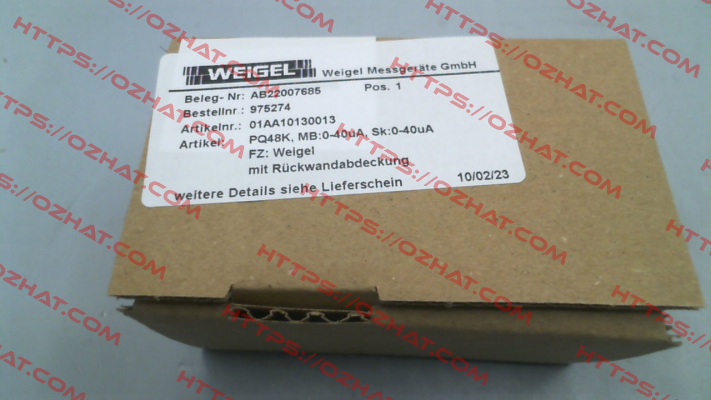 WEIGEL Weigel Messgeräte GmbH
Beleg- Nr: AB22007685 Pos. 1
Bestellnr.: 975274
Artikelnr.: 01AA10130013
Artikel: PQ48K, MB:0-40uA, Sk:0-40uA
FZ: Weigel
mit Rückwandabdeckung
weitere Details siehe Lieferschein 10/02/23
HTTPS://OZHAT.COM